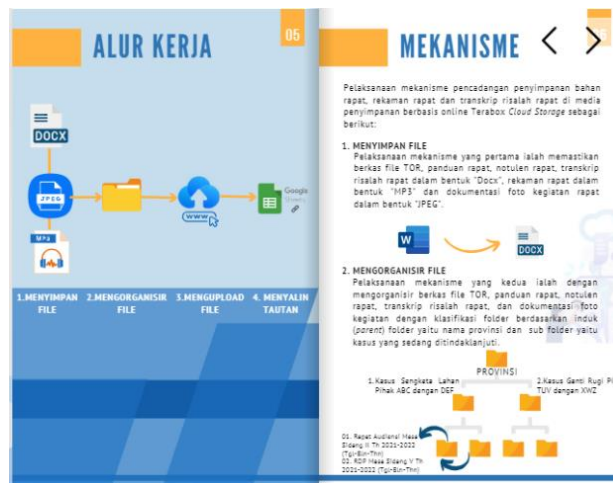 ALUR KERJA
05
DOCX
JPEG
MP3
www
Google
Sheets
1.MENYIMPAN FILE
2.MENGORGANISIR FILE
3.MENGUPLOAD FILE
4. MENYALIN TAUTAN
MEKANISME
Pelaksanaan mekanisme pencadangan penyimpanan bahan
rapat, rekaman rapat dan transkrip risalah rapat di media
penyimpanan berbasis online Terabox Cloud Storage sebagai
berikut:
1. MENYIMPAN FILE
Pelaksanaan mekanisme yang pertama ialah memastikan
berkas file TOR, panduan rapat, notulen rapat, transkrip
risalah rapat dalam bentuk "Docx", rekaman rapat dalam
bentuk "MP3" dan dokumentasi foto kegiatan rapat
dalam bentuk "JPEG".
W
DOCX
2. MENGORGANISIR FILE
Pelaksanaan mekanisme yang kedua ialah dengan
mengorganisir berkas file TOR, panduan rapat, notulen
rapat, transkrip risalah rapat, dan dokumentasi foto
kegiatan dengan klasifikasi folder berdasarkan induk
(parent) folder yaitu nama provinsi dan sub folder yaitu
kasus yang sedang ditindaklanjuti.
PROVINSI
1.Kasus Sengketa Lahan
Pihak ABC dengan DEF
2.Kasus Ganti Rugi
TUV dengan XWZ
01. Rapat Audiensi Masa
Sidang II Th 2021-2022
(Tgl-Bln-Thn)
02. RDP Masa Sidang V Th
2021-2022 (Tgl-Bln-Thn)